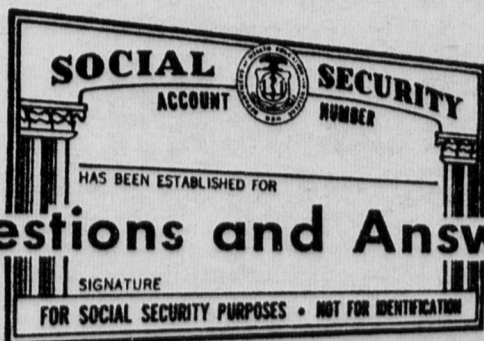 SOCIAL SECURITY
ACCOUNT NUMBER
HAS BEEN ESTABLISHED FOR
estions and Answ
SIGNATURE
FOR SOCIAL SECURITY PURPOSES • NOT FOR IDENTIFICATION